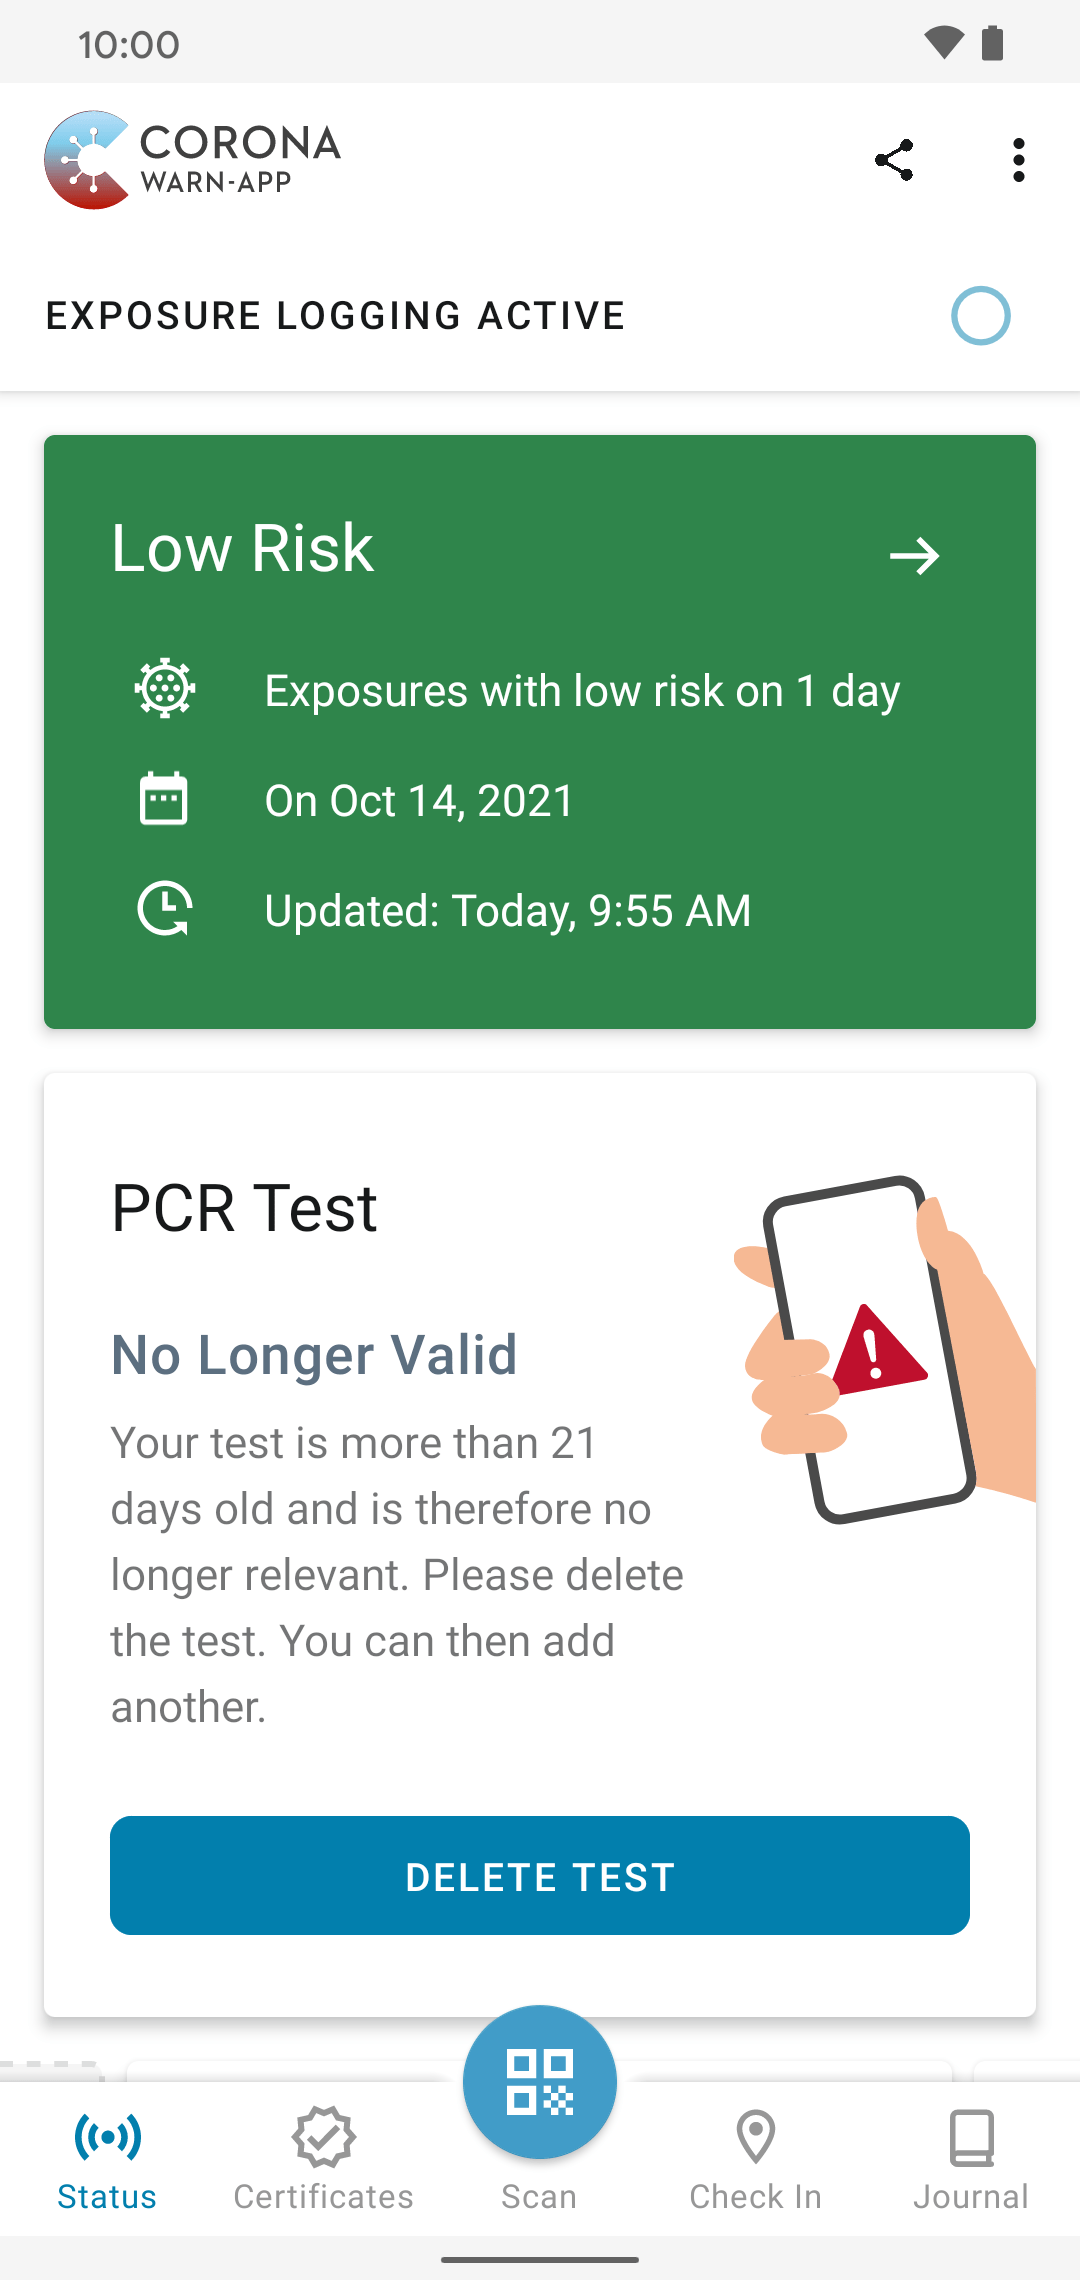 10:00
CORONA
WARN-APP
EXPOSURE LOGGING ACTIVE
Low Risk
Exposures with low risk on 1 day
On Oct 14, 2021
Updated: Today, 9:55 AM
PCR Test
No Longer Valid
Your test is more than 21
days old and is therefore no
longer relevant. Please delete
the test. You can then add
another.
DELETE TEST
Status
Certificates
Scan
Check In
Journal